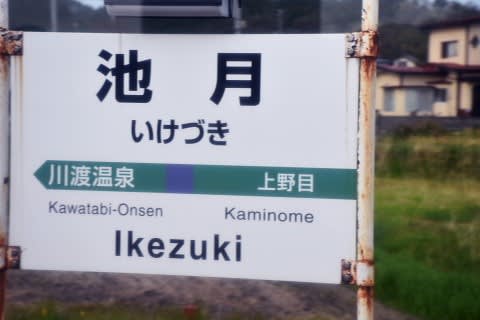 池月
いけづき
川渡温泉 上野目
Kawatabi-Onsen Kaminome
Ikezuki